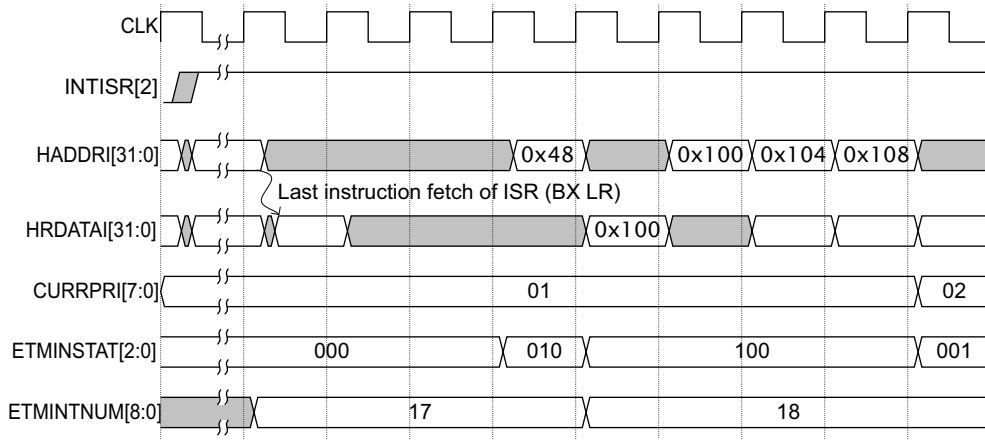 CLK
INTISR[2]
HADDRI[31:0] 0x48 0x100 0x104 0x108
Last instruction fetch of ISR (BX LR)
HRDATAI[31:0] 0x100
CURRPRI[7:0] 01 02
ETMINSTAT[2:0] 000 010 100 001
ETMINTNUM[8:0] 17 18